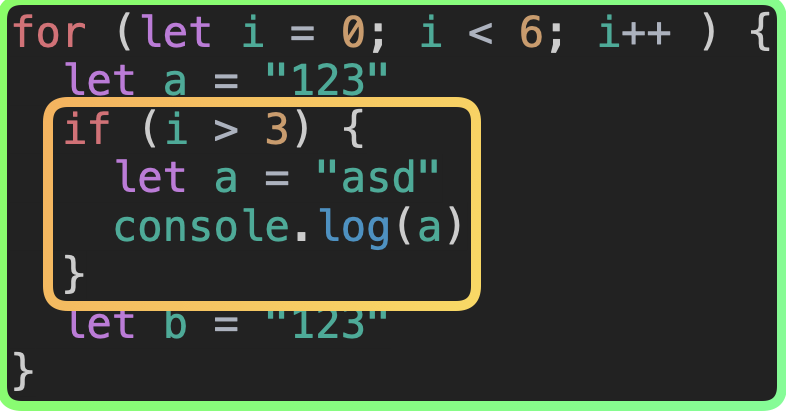 for (let i = 0; i < 6; i++ ) {
  let a = "123"
  if (i > 3) {
    let a = "asd"
    console.log(a)
  }
  let b = "123"
}